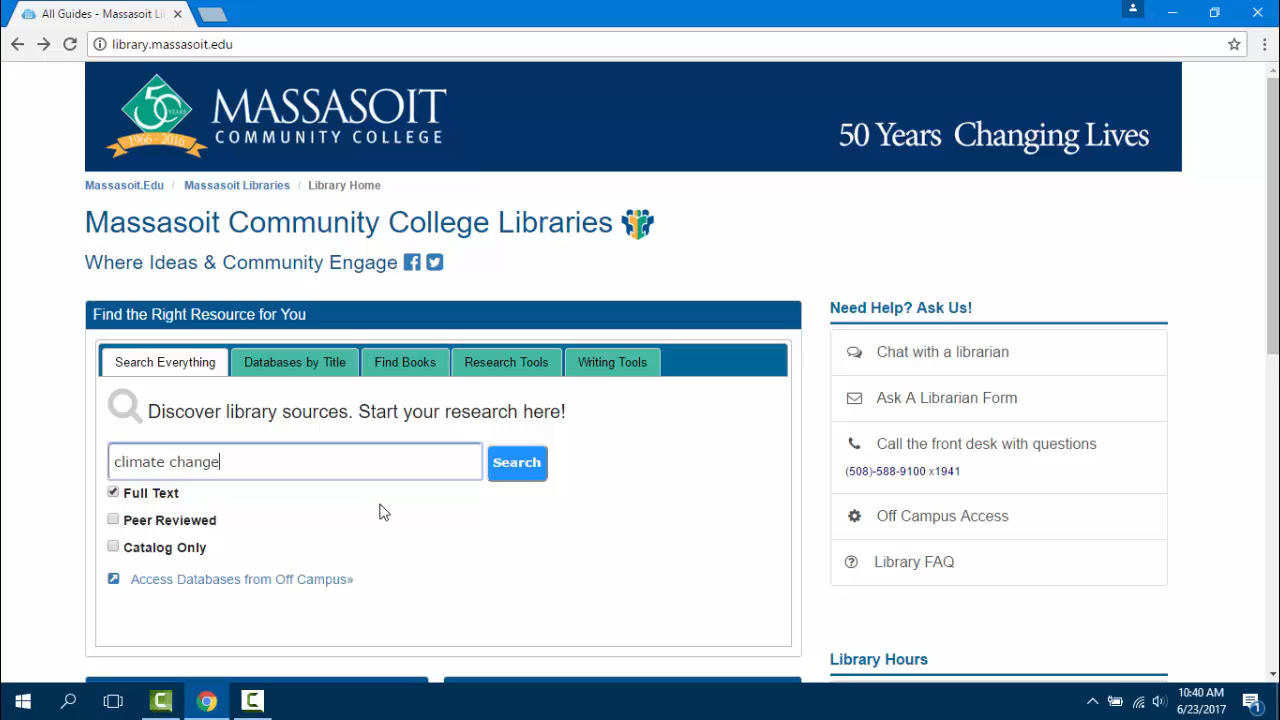 All Guides - Massasoit Li
library.massasoit.edu
50 YEARS
1966 - 2016
MASSASOIT
COMMUNITY COLLEGE
50 Years Changing Lives
Massasoit.Edu / Massasoit Libraries / Library Home
Massasoit Community College Libraries
Where Ideas & Community Engage
Find the Right Resource for You
Search Everything
Databases by Title
Find Books
Research Tools
Writing Tools
Discover library sources. Start your research here!
climate change
Search
Full Text
Peer Reviewed
Catalog Only
Access Databases from Off Campus»
Need Help? Ask Us!
Chat with a librarian
Ask A Librarian Form
Call the front desk with questions
(508)-588-9100 x1941
Off Campus Access
Library FAQ
Library Hours
10:40 AM
6/23/2017
1